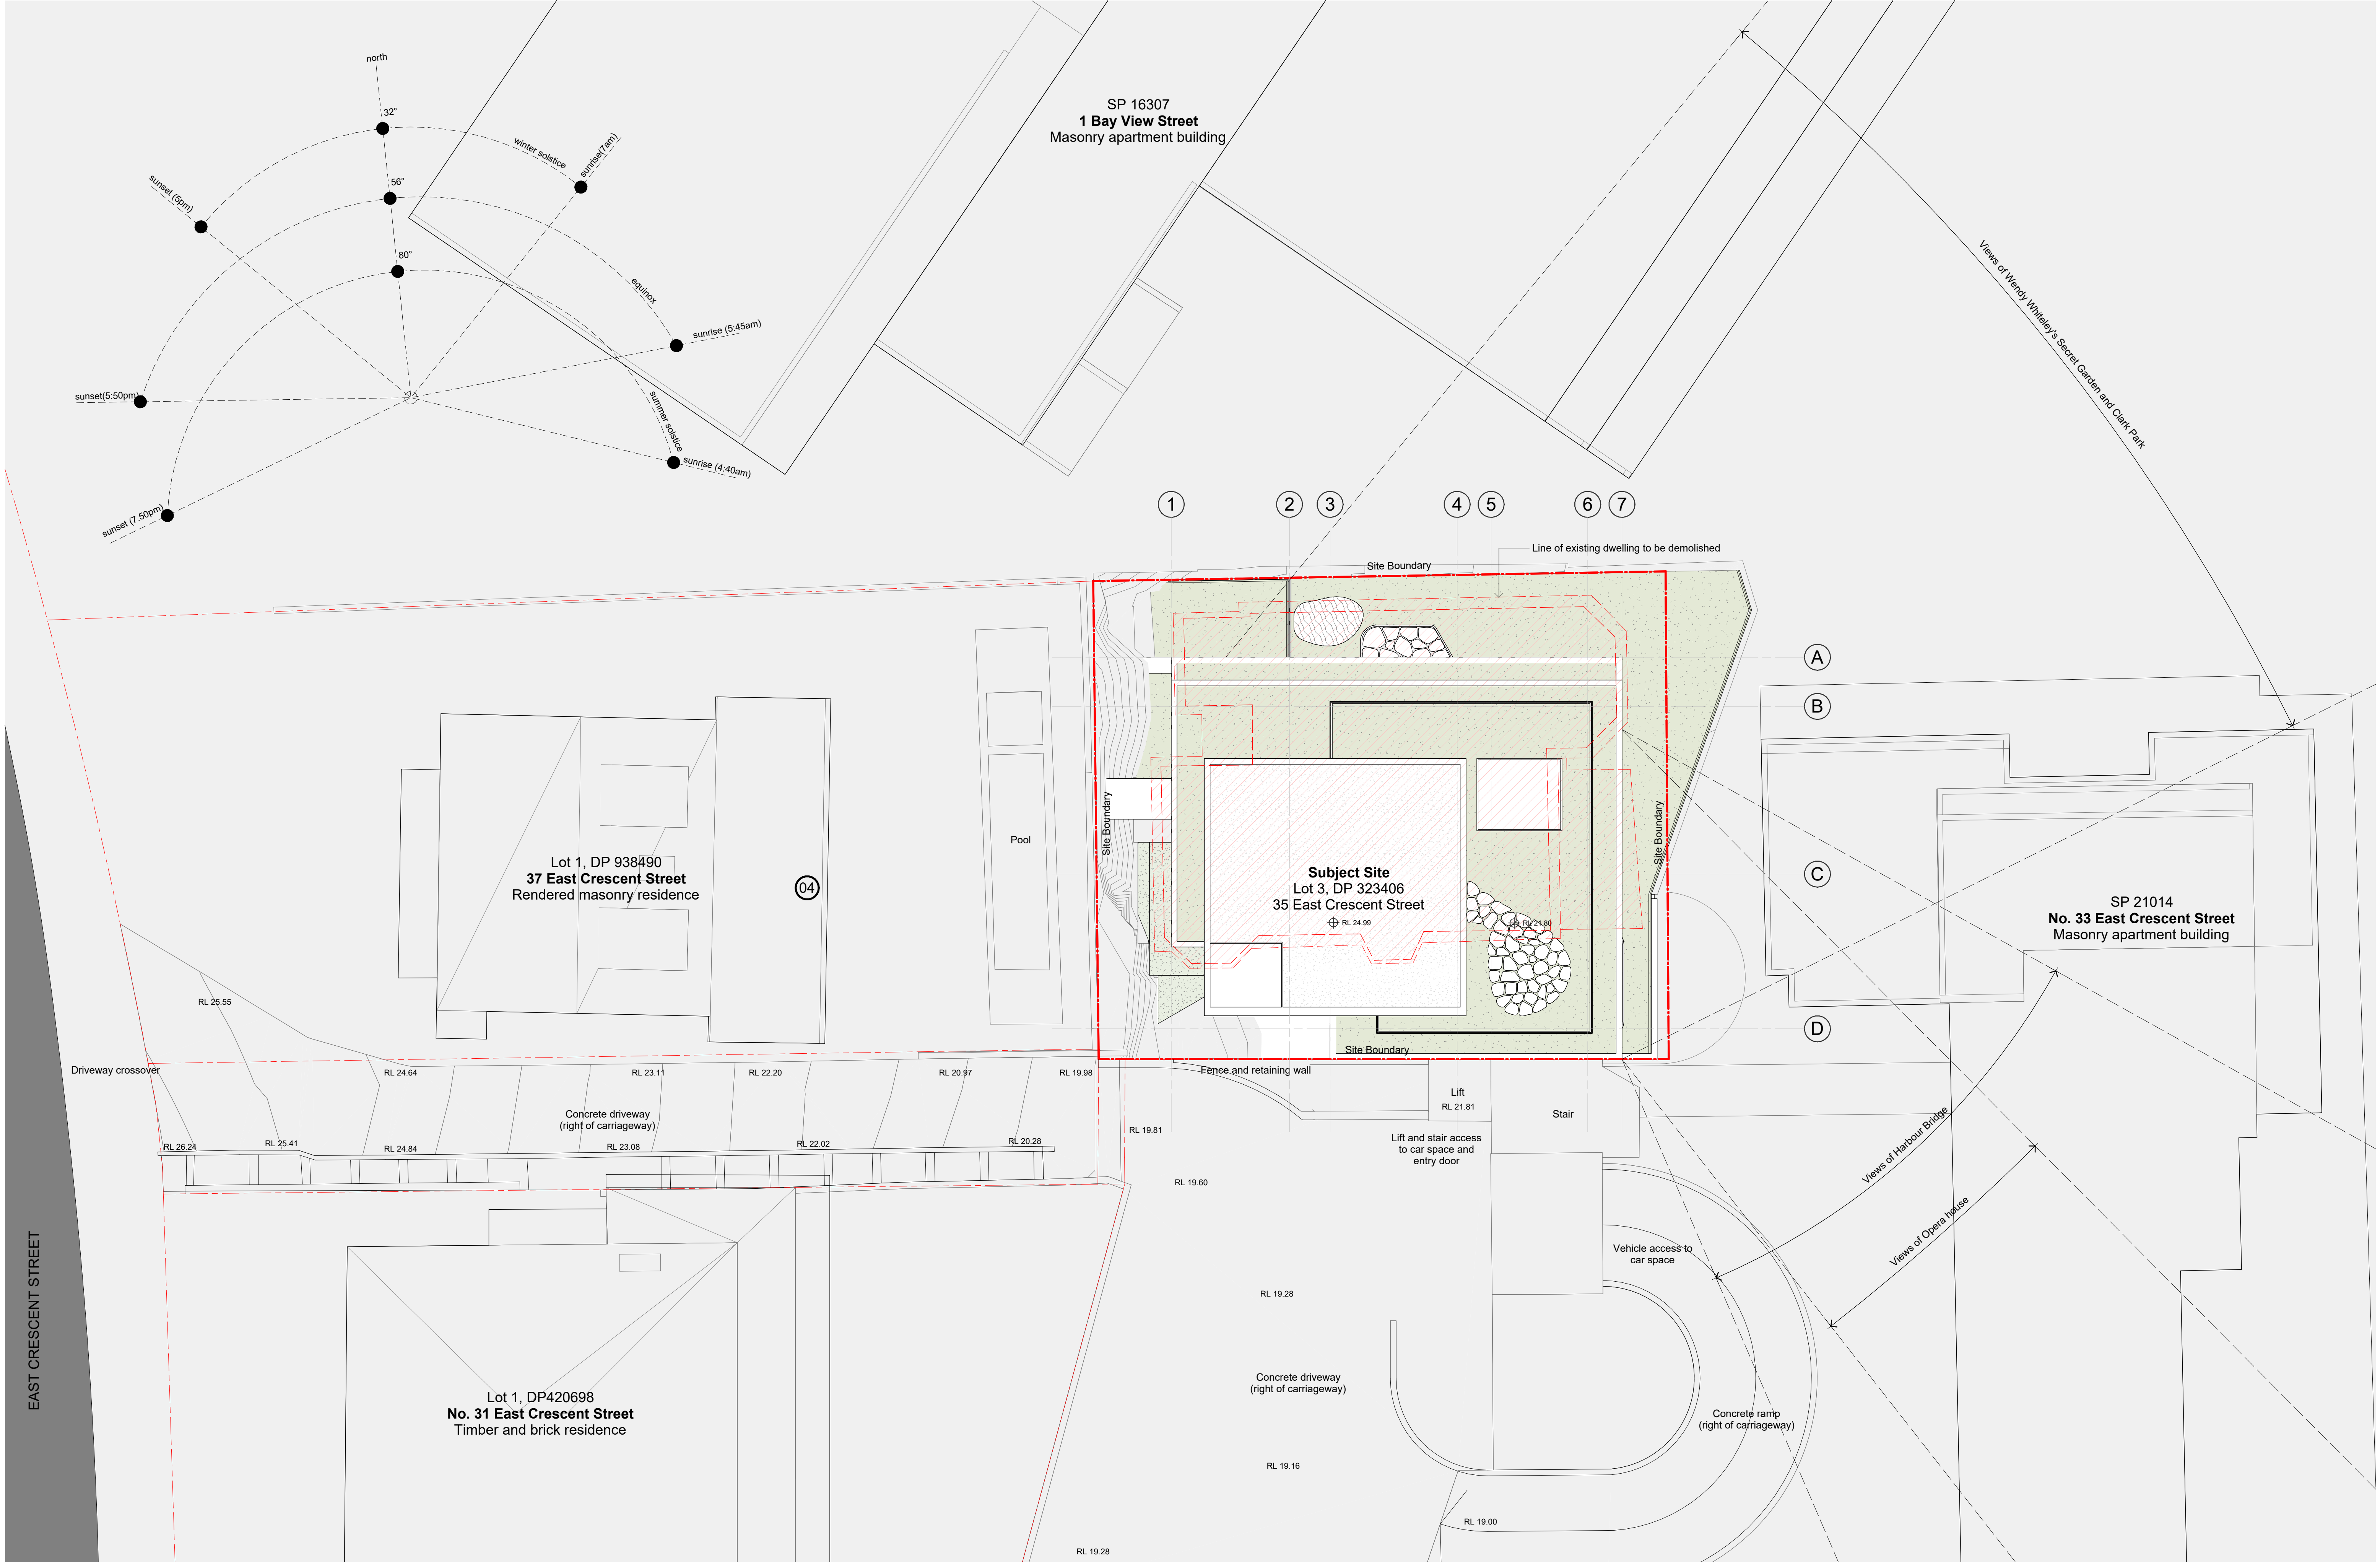 north
32°
winter solstice
sunrise(7am)
56°
sunset (5pm)
80°
equinox
sunrise (5:45am)
sunset(5:50pm)
summer solstice
sunrise (4:40am)
sunset (7.50pm)
SP 16307
1 Bay View Street
Masonry apartment building
Views of Wendy Whiteley's Secret Garden and Clark Park
1
2
3
4
5
6
7
Line of existing dwelling to be demolished
Site Boundary
A
B
C
D
Site Boundary
Site Boundary
Site Boundary
Pool
Lot 1, DP 938490
37 East Crescent Street
Rendered masonry residence
04
Subject Site
Lot 3, DP 323406
35 East Crescent Street
RL 24.99
RL 21.80
SP 21014
No. 33 East Crescent Street
Masonry apartment building
RL 25.55
Driveway crossover
RL 24.64
RL 23.11
RL 22.20
RL 20.97
RL 19.98
Fence and retaining wall
Lift
RL 21.81
Stair
Concrete driveway
(right of carriageway)
RL 26.24
RL 25.41
RL 24.84
RL 23.08
RL 22.02
RL 20.28
RL 19.81
Lift and stair access
to car space and
entry door
RL 19.60
Views of Harbour Bridge
Views of Opera house
Vehicle access to
car space
RL 19.28
EAST CRESCENT STREET
Concrete driveway
(right of carriageway)
Concrete ramp
(right of carriageway)
Lot 1, DP420698
No. 31 East Crescent Street
Timber and brick residence
RL 19.16
RL 19.00
RL 19.28